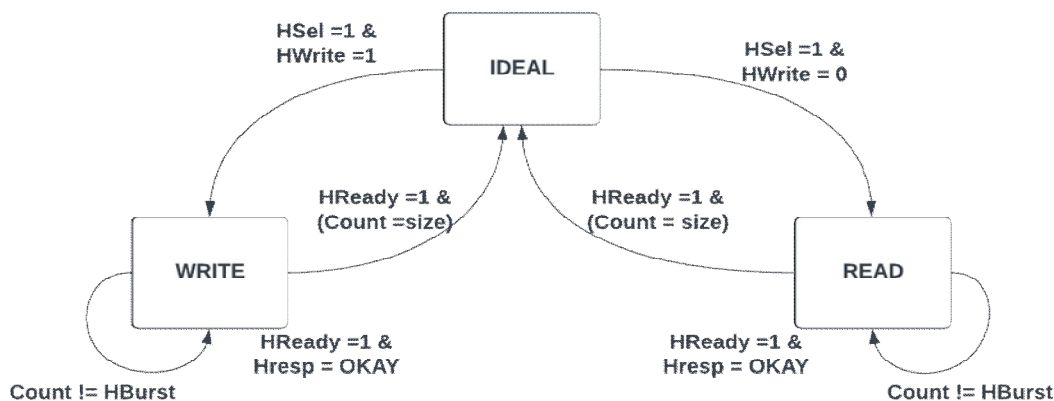 HSel =1 &
HWrite =1
IDEAL
HSel =1 &
HWrite = 0
HReady =1 &
(Count =size)
HReady =1 &
(Count = size)
WRITE
READ
HReady =1 &
Hresp = OKAY
HReady =1 &
Hresp = OKAY
Count != HBurst
Count != HBurst